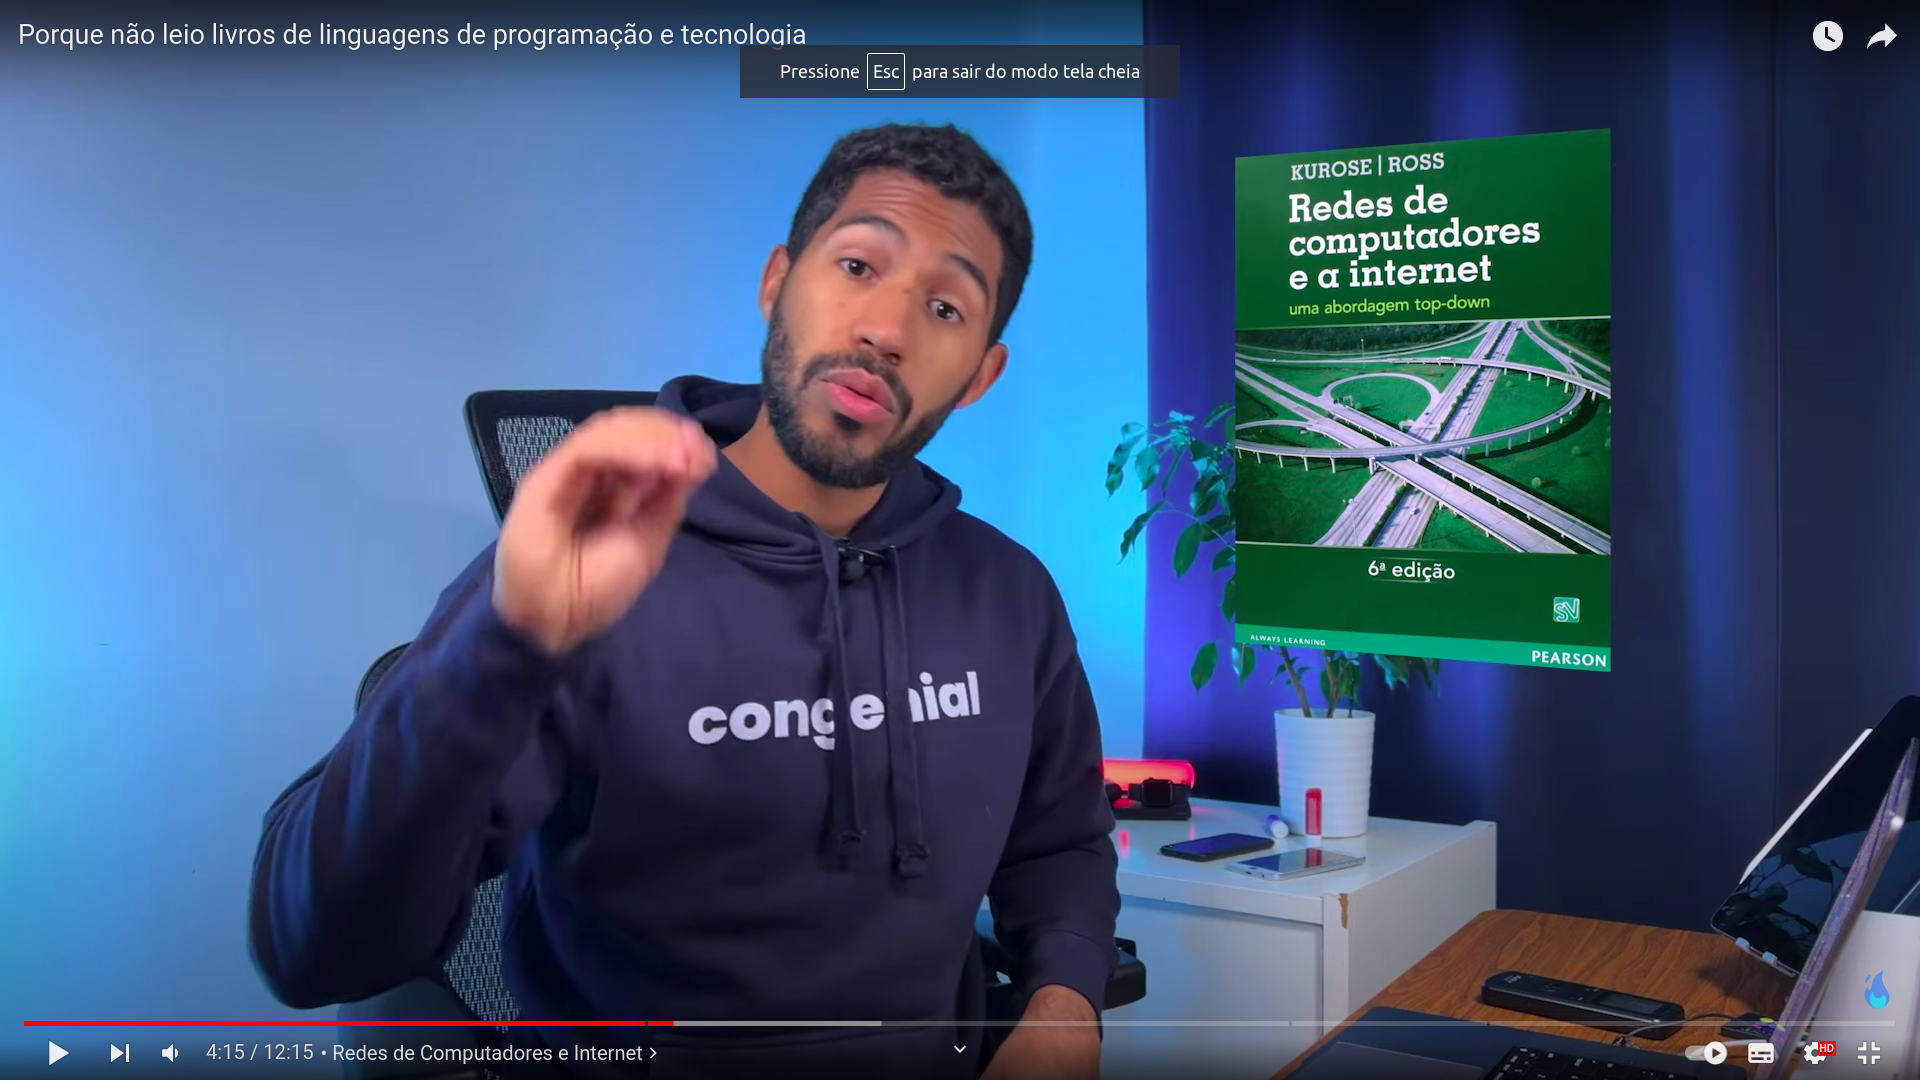 Porque não leio livros de linguagens de programação e tecnologia
Pressione Esc para sair do modo tela cheia
KUROSE | ROSS
Redes de
computadores
e a internet
uma abordagem top-down
6ª edição
SV
ALWAYS LEARNING
PEARSON
congenial
4:15 / 12:15 • Redes de Computadores e Internet
HD